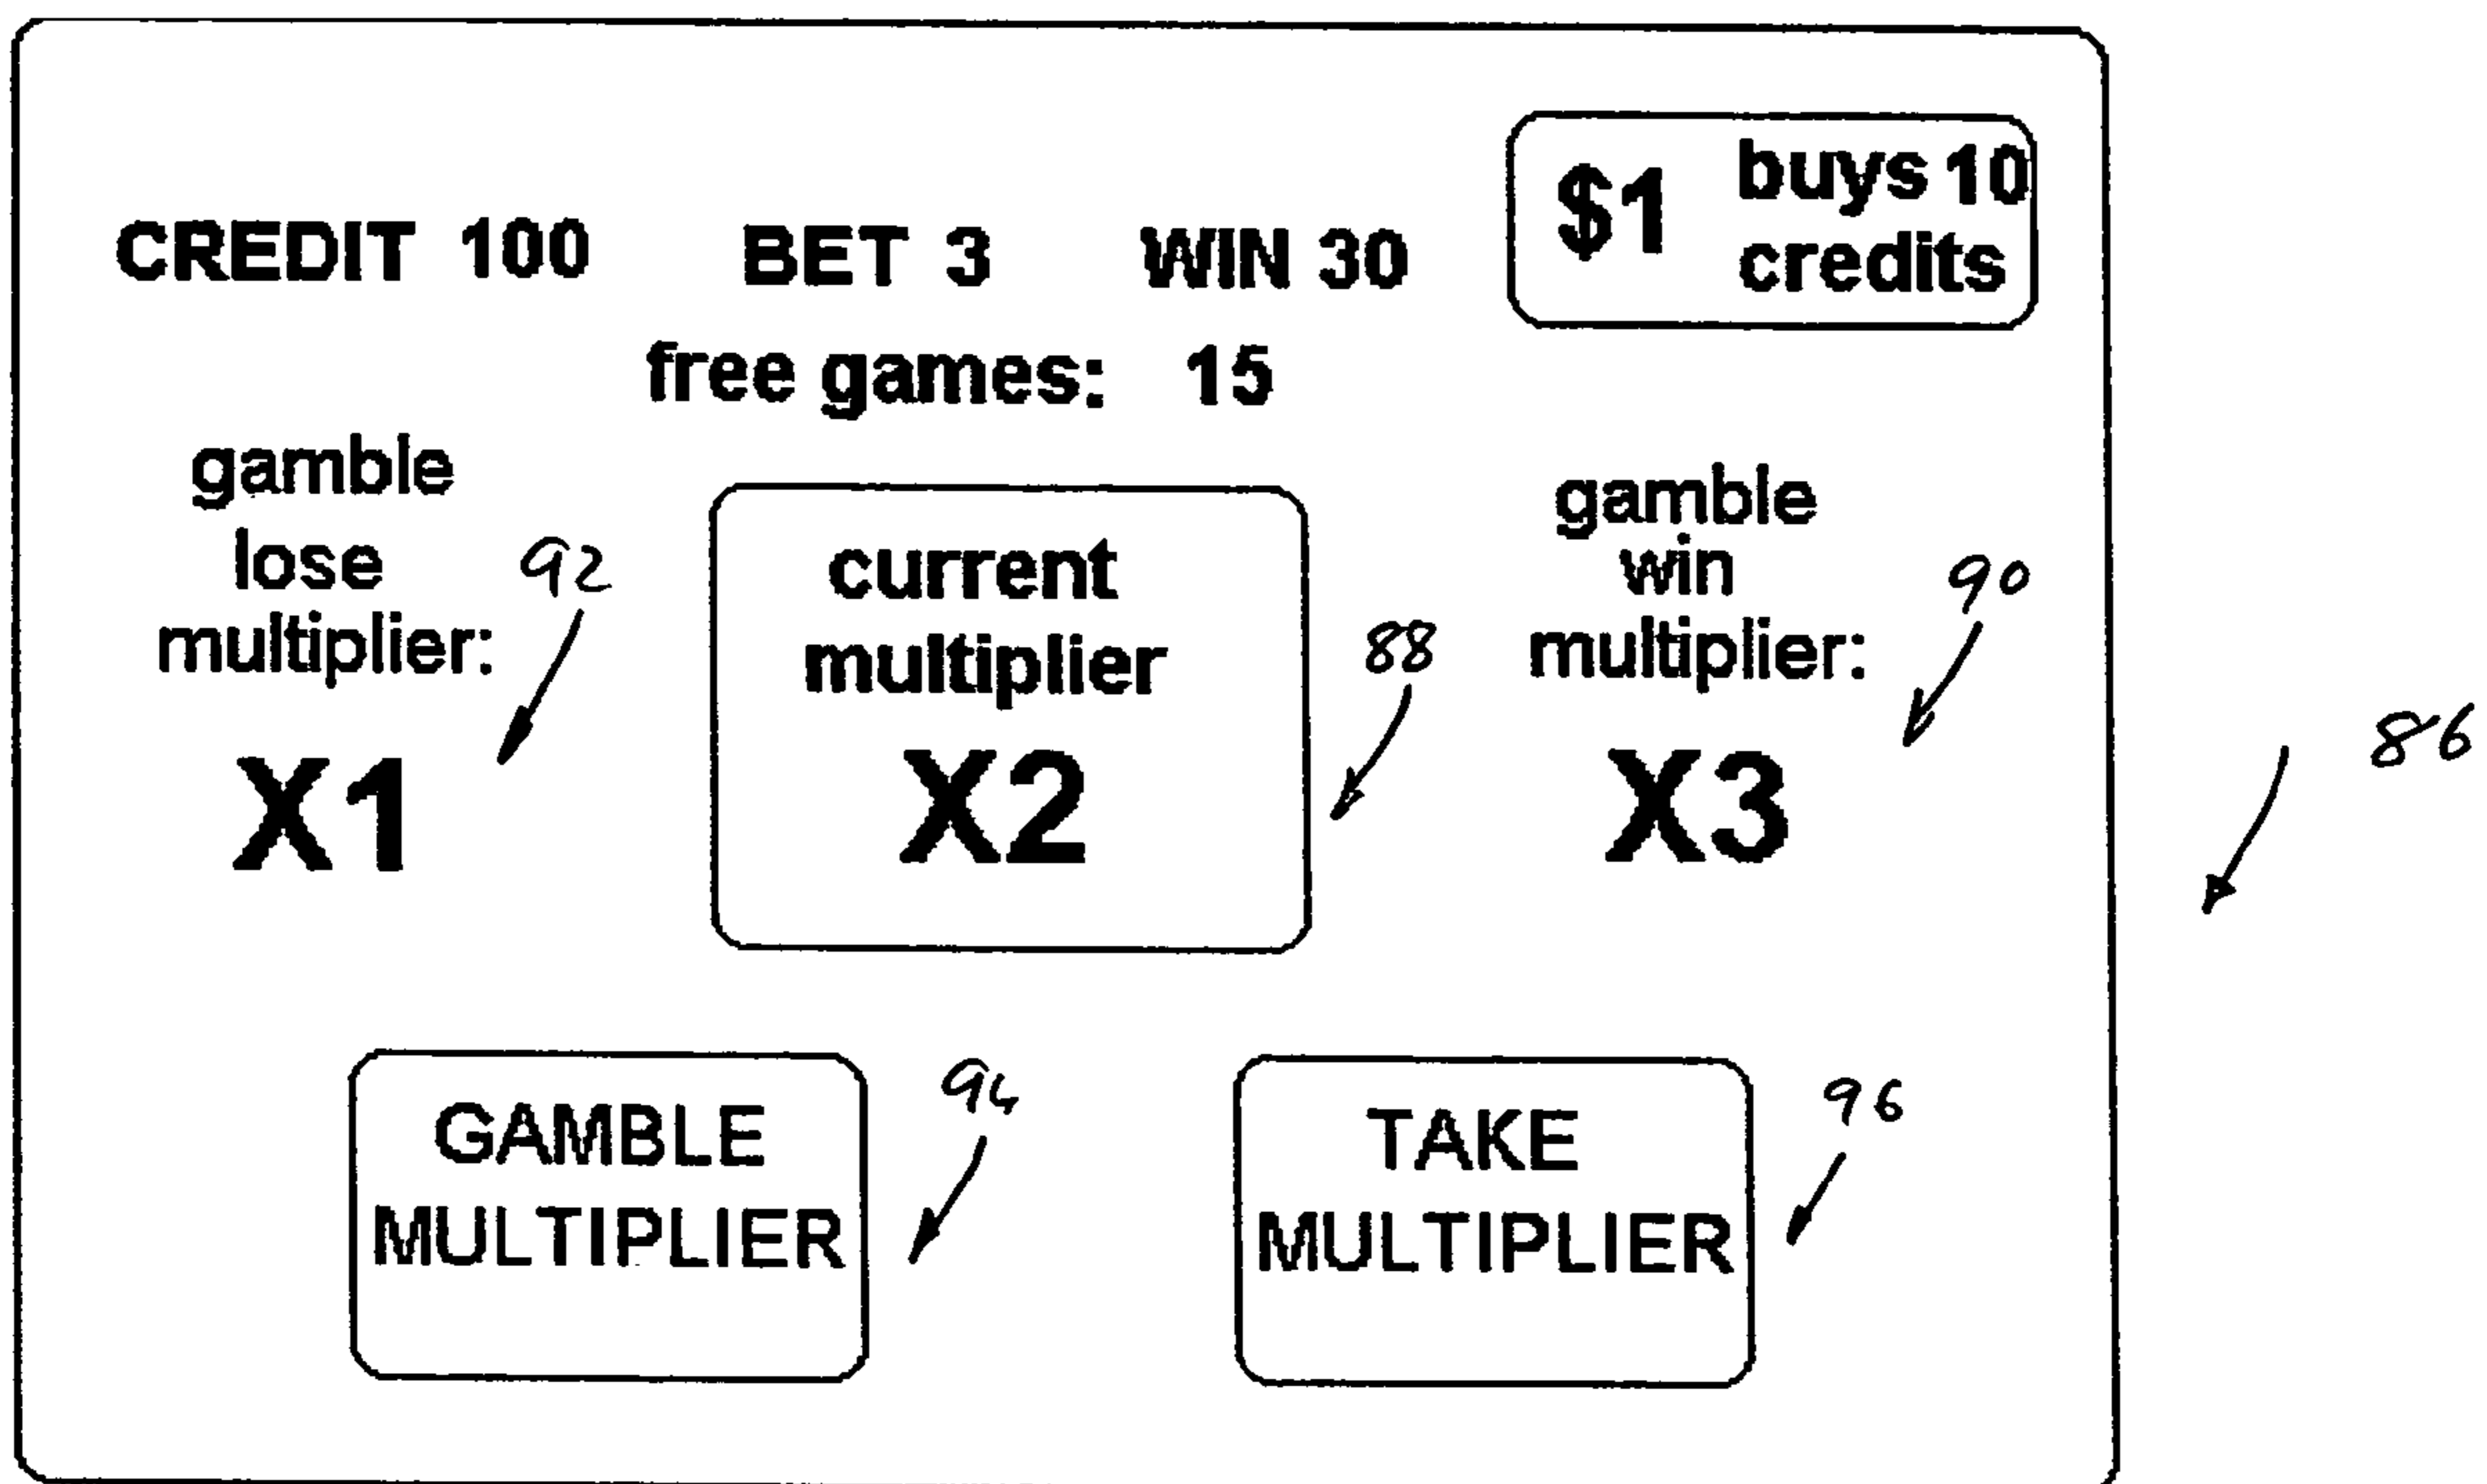 $1 buys 10
credits
CREDIT 100 BET 3 WIN 30
free games: 15
gamble
lose
multiplier:
X1
92
current
multiplier
X2
88
gamble
win
multiplier:
X3
90
86
GAMBLE
MULTIPLIER
94
TAKE
MULTIPLIER
96